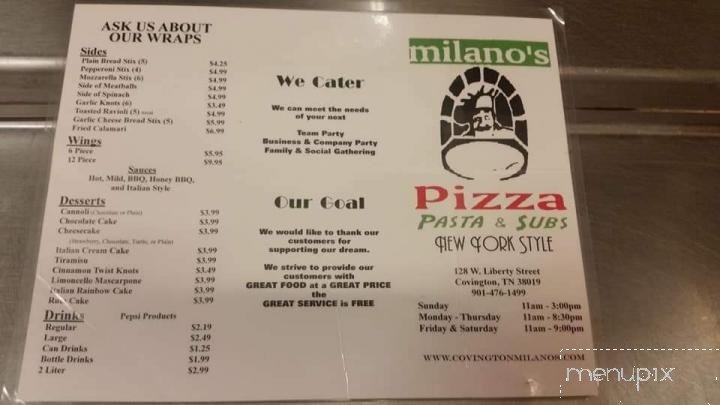 ASK US ABOUT
OUR WRAPS
Sides
Plain Bread Stix (5) $4.25
Pepperoni Stix (4) $4.99
Mozzarella Stix (6) $4.99
Side of Meatballs $4.99
Side of Spinach $4.99
Garlic Knots (6) $3.49
Toasted Ravioli (5) $4.99
Garlic Cheese Bread Stix (5) $5.99
Fried Calamari $6.99
Wings
6 Piece $5.95
12 Piece $9.95
Sauces
Hot, Mild, BBQ, Honey BBQ,
and Italian Style
Desserts
Cannoli (Chocolate or Plain) $3.99
Chocolate Cake $3.99
Cheesecake $3.99
(Strawberry, Chocolate, Turtle, or Plain)
Italian Cream Cake $3.99
Tiramisu $3.99
Cinnamon Twist Knots $3.49
Limoncello Mascarpone $3.99
Italian Rainbow Cake $3.99
Cake $3.99
Drinks Pepsi Products
Regular $2.19
Large $2.49
Can Drinks $1.25
Bottle Drinks $1.99
2 Liter $2.99
We Cater
We can meet the needs
of your next
Team Party
Business & Company Party
Family & Social Gathering
Our Goal
We would like to thank our
customers for
supporting our dream.
We strive to provide our
customers with
GREAT FOOD at a GREAT PRICE
the
GREAT SERVICE is FREE
milano's
Pizza
PASTA & SUBS
NEW YORK STYLE
128 W. Liberty Street
Covington, TN 38019
901-476-1499
Sunday 11am - 3:00pm
Monday - Thursday 11am - 8:30pm
Friday & Saturday 11am - 9:00pm
WWW.COVINGTONMILANOS.COM
menupix